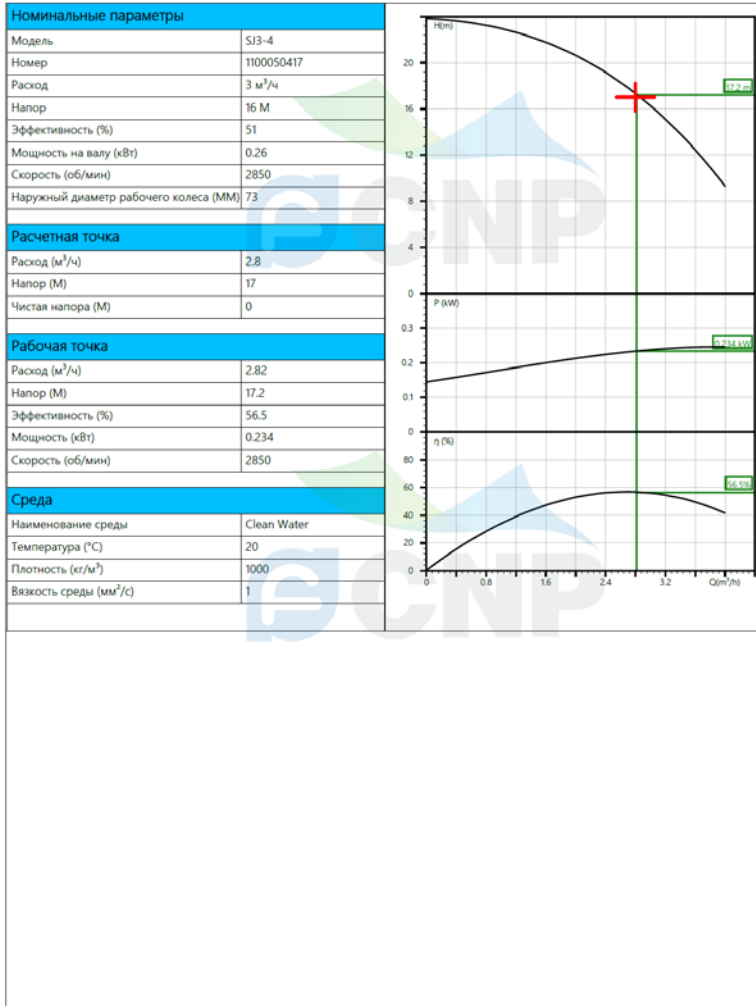 Номинальные параметры
Модель SJ3-4
Номер 1100050417
Расход 3 м³/ч
Напор 16 М
Эффективность (%) 51
Мощность на валу (кВт) 0.26
Скорость (об/мин) 2850
Наружный диаметр рабочего колеса (ММ) 73
Расчетная точка
Расход (м³/ч) 2.8
Напор (М) 17
Чистая напора (М) 0
Рабочая точка
Расход (м³/ч) 2.82
Напор (М) 17.2
Эффективность (%) 56.5
Мощность (кВт) 0.234
Скорость (об/мин) 2850
Среда
Наименование среды Clean Water
Температура (°C) 20
Плотность (кг/м³) 1000
Вязкость среды (мм²/с) 1
H(m)
20
17.2 m
16
12
8
4
0
P (kW)
0.3
0.234 kW
0.2
0.1
0
η (%)
80
60
56.5%
40
20
0
0 0.8 1.6 2.4 3.2 Q(m³/h)
CNP
CNP